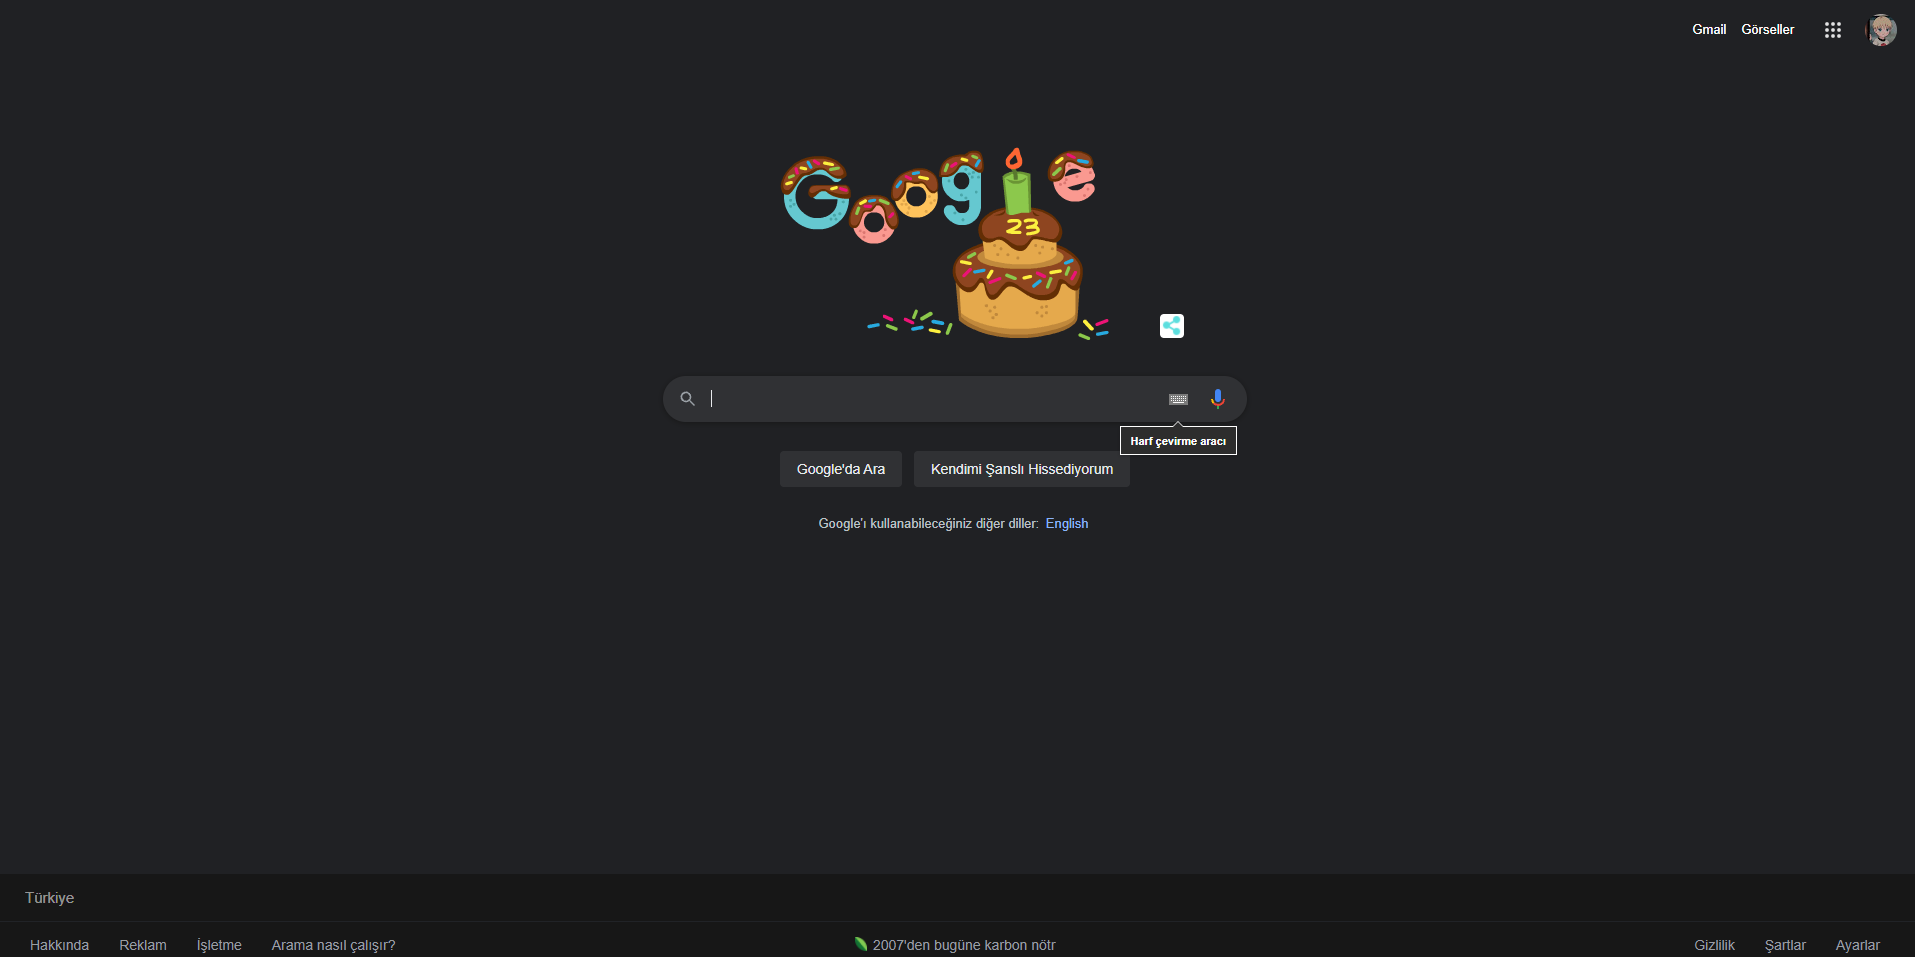 Gmail Görseller
Google
23
Harf çevirme aracı
Google'da Ara Kendimi Şanslı Hissediyorum
Google'ı kullanabileceğiniz diğer diller: English
Türkiye
Hakkında Reklam İşletme Arama nasıl çalışır? 2007'den bugüne karbon nötr Gizlilik Şartlar Ayarlar